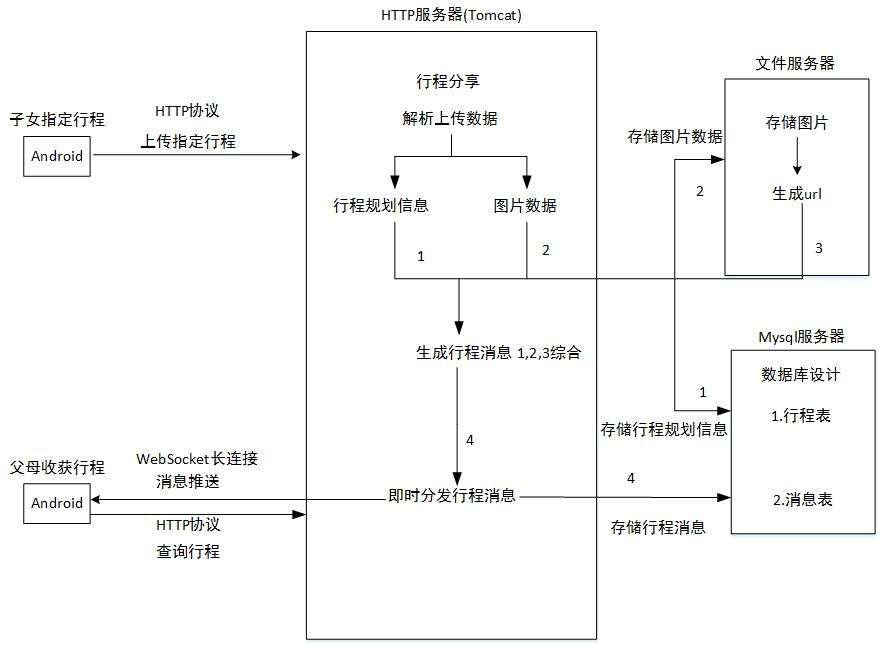 HTTP服务器(Tomcat)
行程分享
解析上传数据
行程规划信息
图片数据
1
2
生成行程消息 1,2,3综合
4
即时分发行程消息
子女指定行程
Android
HTTP协议
上传指定行程
父母收获行程
Android
WebSocket长连接
消息推送
HTTP协议
查询行程
文件服务器
存储图片
生成url
3
存储图片数据
2
1
存储行程规划信息
4
存储行程消息
Mysql服务器
数据库设计
1.行程表
2.消息表